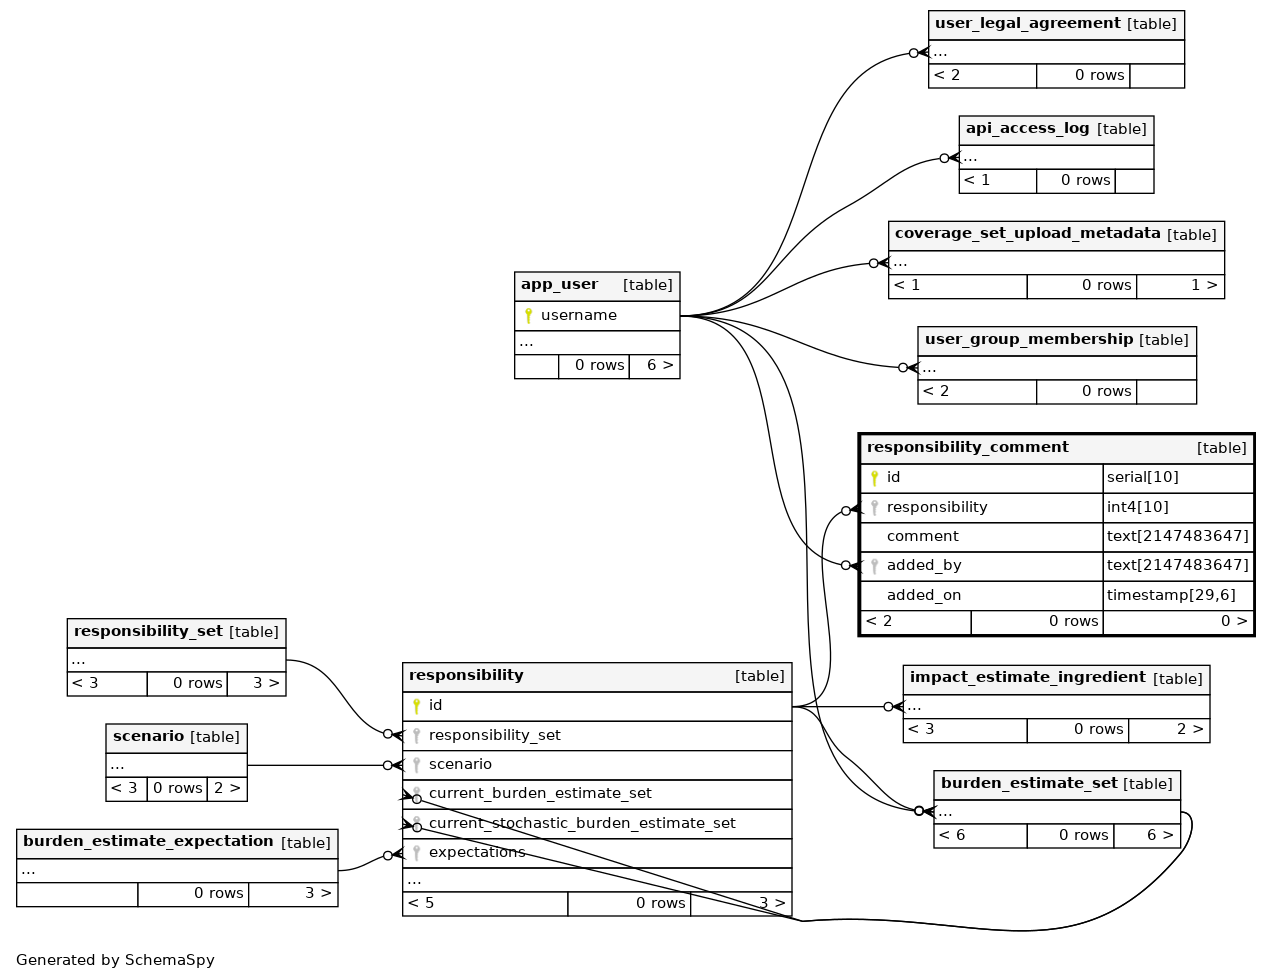 user_legal_agreement [table]
...
< 2 0 rows
api_access_log [table]
...
< 1 0 rows
coverage_set_upload_metadata [table]
...
< 1 0 rows 1 >
app_user [table]
username
...
0 rows 6 >
user_group_membership [table]
...
< 2 0 rows
responsibility_comment [table]
id serial[10]
responsibility int4[10]
comment text[2147483647]
added_by text[2147483647]
added_on timestamp[29,6]
< 2 0 rows 0 >
responsibility_set [table]
...
< 3 0 rows 3 >
scenario [table]
...
< 3 0 rows 2 >
burden_estimate_expectation [table]
...
0 rows 3 >
responsibility [table]
id
responsibility_set
scenario
current_burden_estimate_set
current_stochastic_burden_estimate_set
expectations
...
< 5 0 rows 3 >
impact_estimate_ingredient [table]
...
< 3 0 rows 2 >
burden_estimate_set [table]
...
< 6 0 rows 6 >
Generated by SchemaSpy